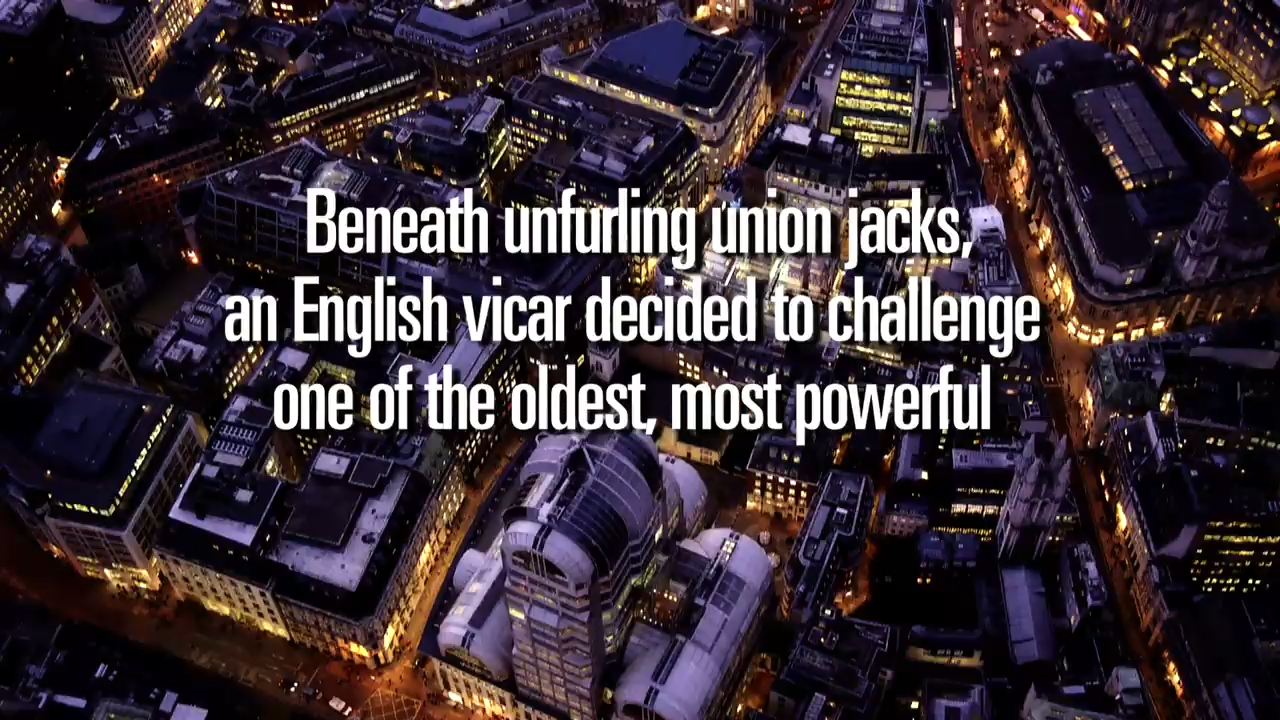 Beneath unfurling union jacks,
an English vicar decided to challenge
one of the oldest, most powerful